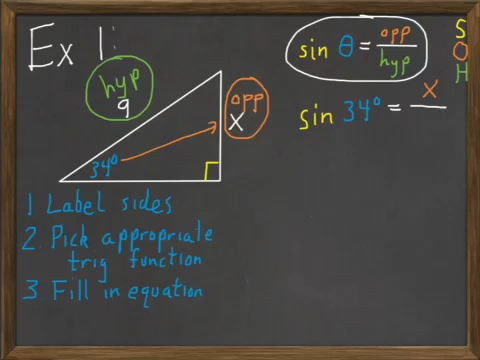 Ex 1:
hyp
9
opp
X
34°
sin θ = opp/hyp
sin 34° = X
S
O
H
1 Label sides
2 Pick appropriate
trig function
3 Fill in equation